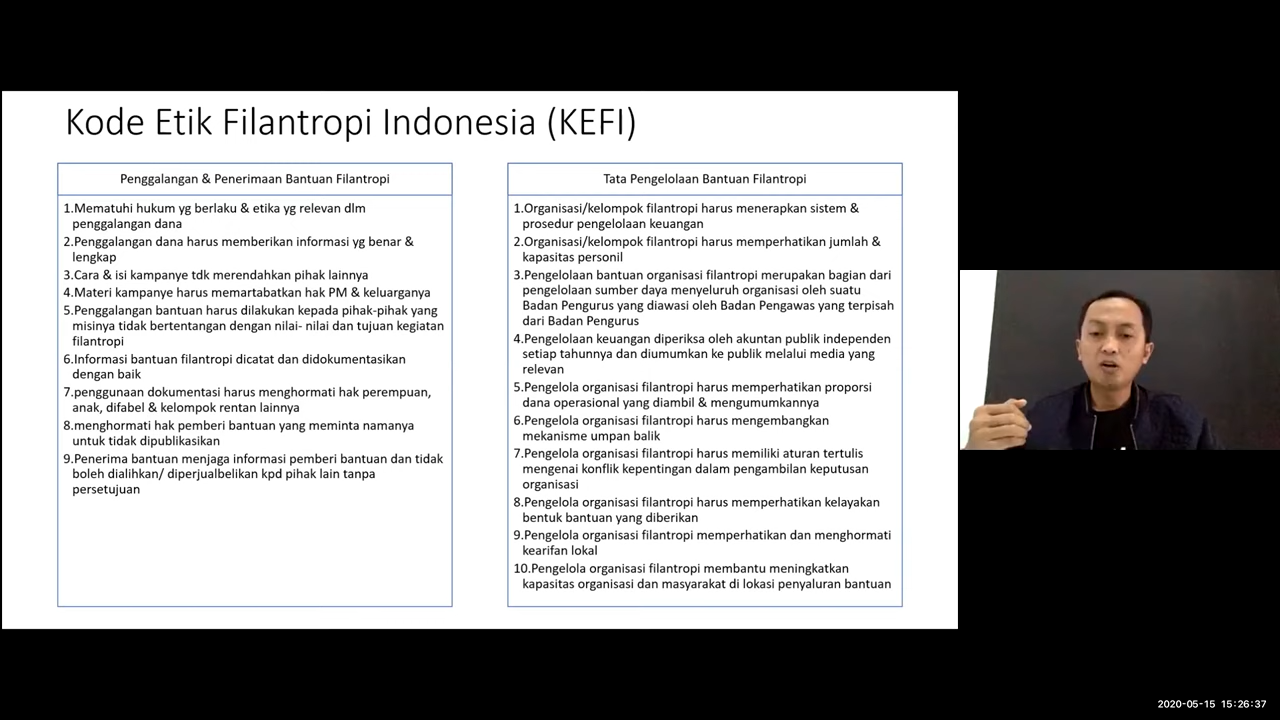 Kode Etik Filantropi Indonesia (KEFI)
Penggalangan & Penerimaan Bantuan Filantropi
1.Mematuhi hukum yg berlaku & etika yg relevan dlm
penggalangan dana
2.Penggalangan dana harus memberikan informasi yg benar &
lengkap
3.Cara & isi kampanye tdk merendahkan pihak lainnya
4.Materi kampanye harus memartabatkan hak PM & keluarganya
5.Penggalangan bantuan harus dilakukan kepada pihak-pihak yang
misinya tidak bertentangan dengan nilai- nilai dan tujuan kegiatan
filantropi
6.Informasi bantuan filantropi dicatat dan didokumentasikan
dengan baik
7.penggunaan dokumentasi harus menghormati hak perempuan,
anak, difabel & kelompok rentan lainnya
8.menghormati hak pemberi bantuan yang meminta namanya
untuk tidak dipublikasikan
9.Penerima bantuan menjaga informasi pemberi bantuan dan tidak
boleh dialihkan/ diperjualbelikan kpd pihak lain tanpa
persetujuan
Tata Pengelolaan Bantuan Filantropi
1.Organisasi/kelompok filantropi harus menerapkan sistem &
prosedur pengelolaan keuangan
2.Organisasi/kelompok filantropi harus memperhatikan jumlah &
kapasitas personil
3.Pengelolaan bantuan organisasi filantropi merupakan bagian dari
pengelolaan sumber daya menyeluruh organisasi oleh suatu
Badan Pengurus yang diawasi oleh Badan Pengawas yang terpisah
dari Badan Pengurus
4.Pengelolaan keuangan diperiksa oleh akuntan publik independen
setiap tahunnya dan diumumkan ke publik melalui media yang
relevan
5.Pengelola organisasi filantropi harus memperhatikan proporsi
dana operasional yang diambil & mengumumkannya
6.Pengelola organisasi filantropi harus mengembangkan
mekanisme umpan balik
7.Pengelola organisasi filantropi harus memiliki aturan tertulis
mengenai konflik kepentingan dalam pengambilan keputusan
organisasi
8.Pengelola organisasi filantropi harus memperhatikan kelayakan
bentuk bantuan yang diberikan
9.Pengelola organisasi filantropi memperhatikan dan menghormati
kearifan lokal
10.Pengelola organisasi filantropi membantu meningkatkan
kapasitas organisasi dan masyarakat di lokasi penyaluran bantuan
2020-05-15 15:26:37